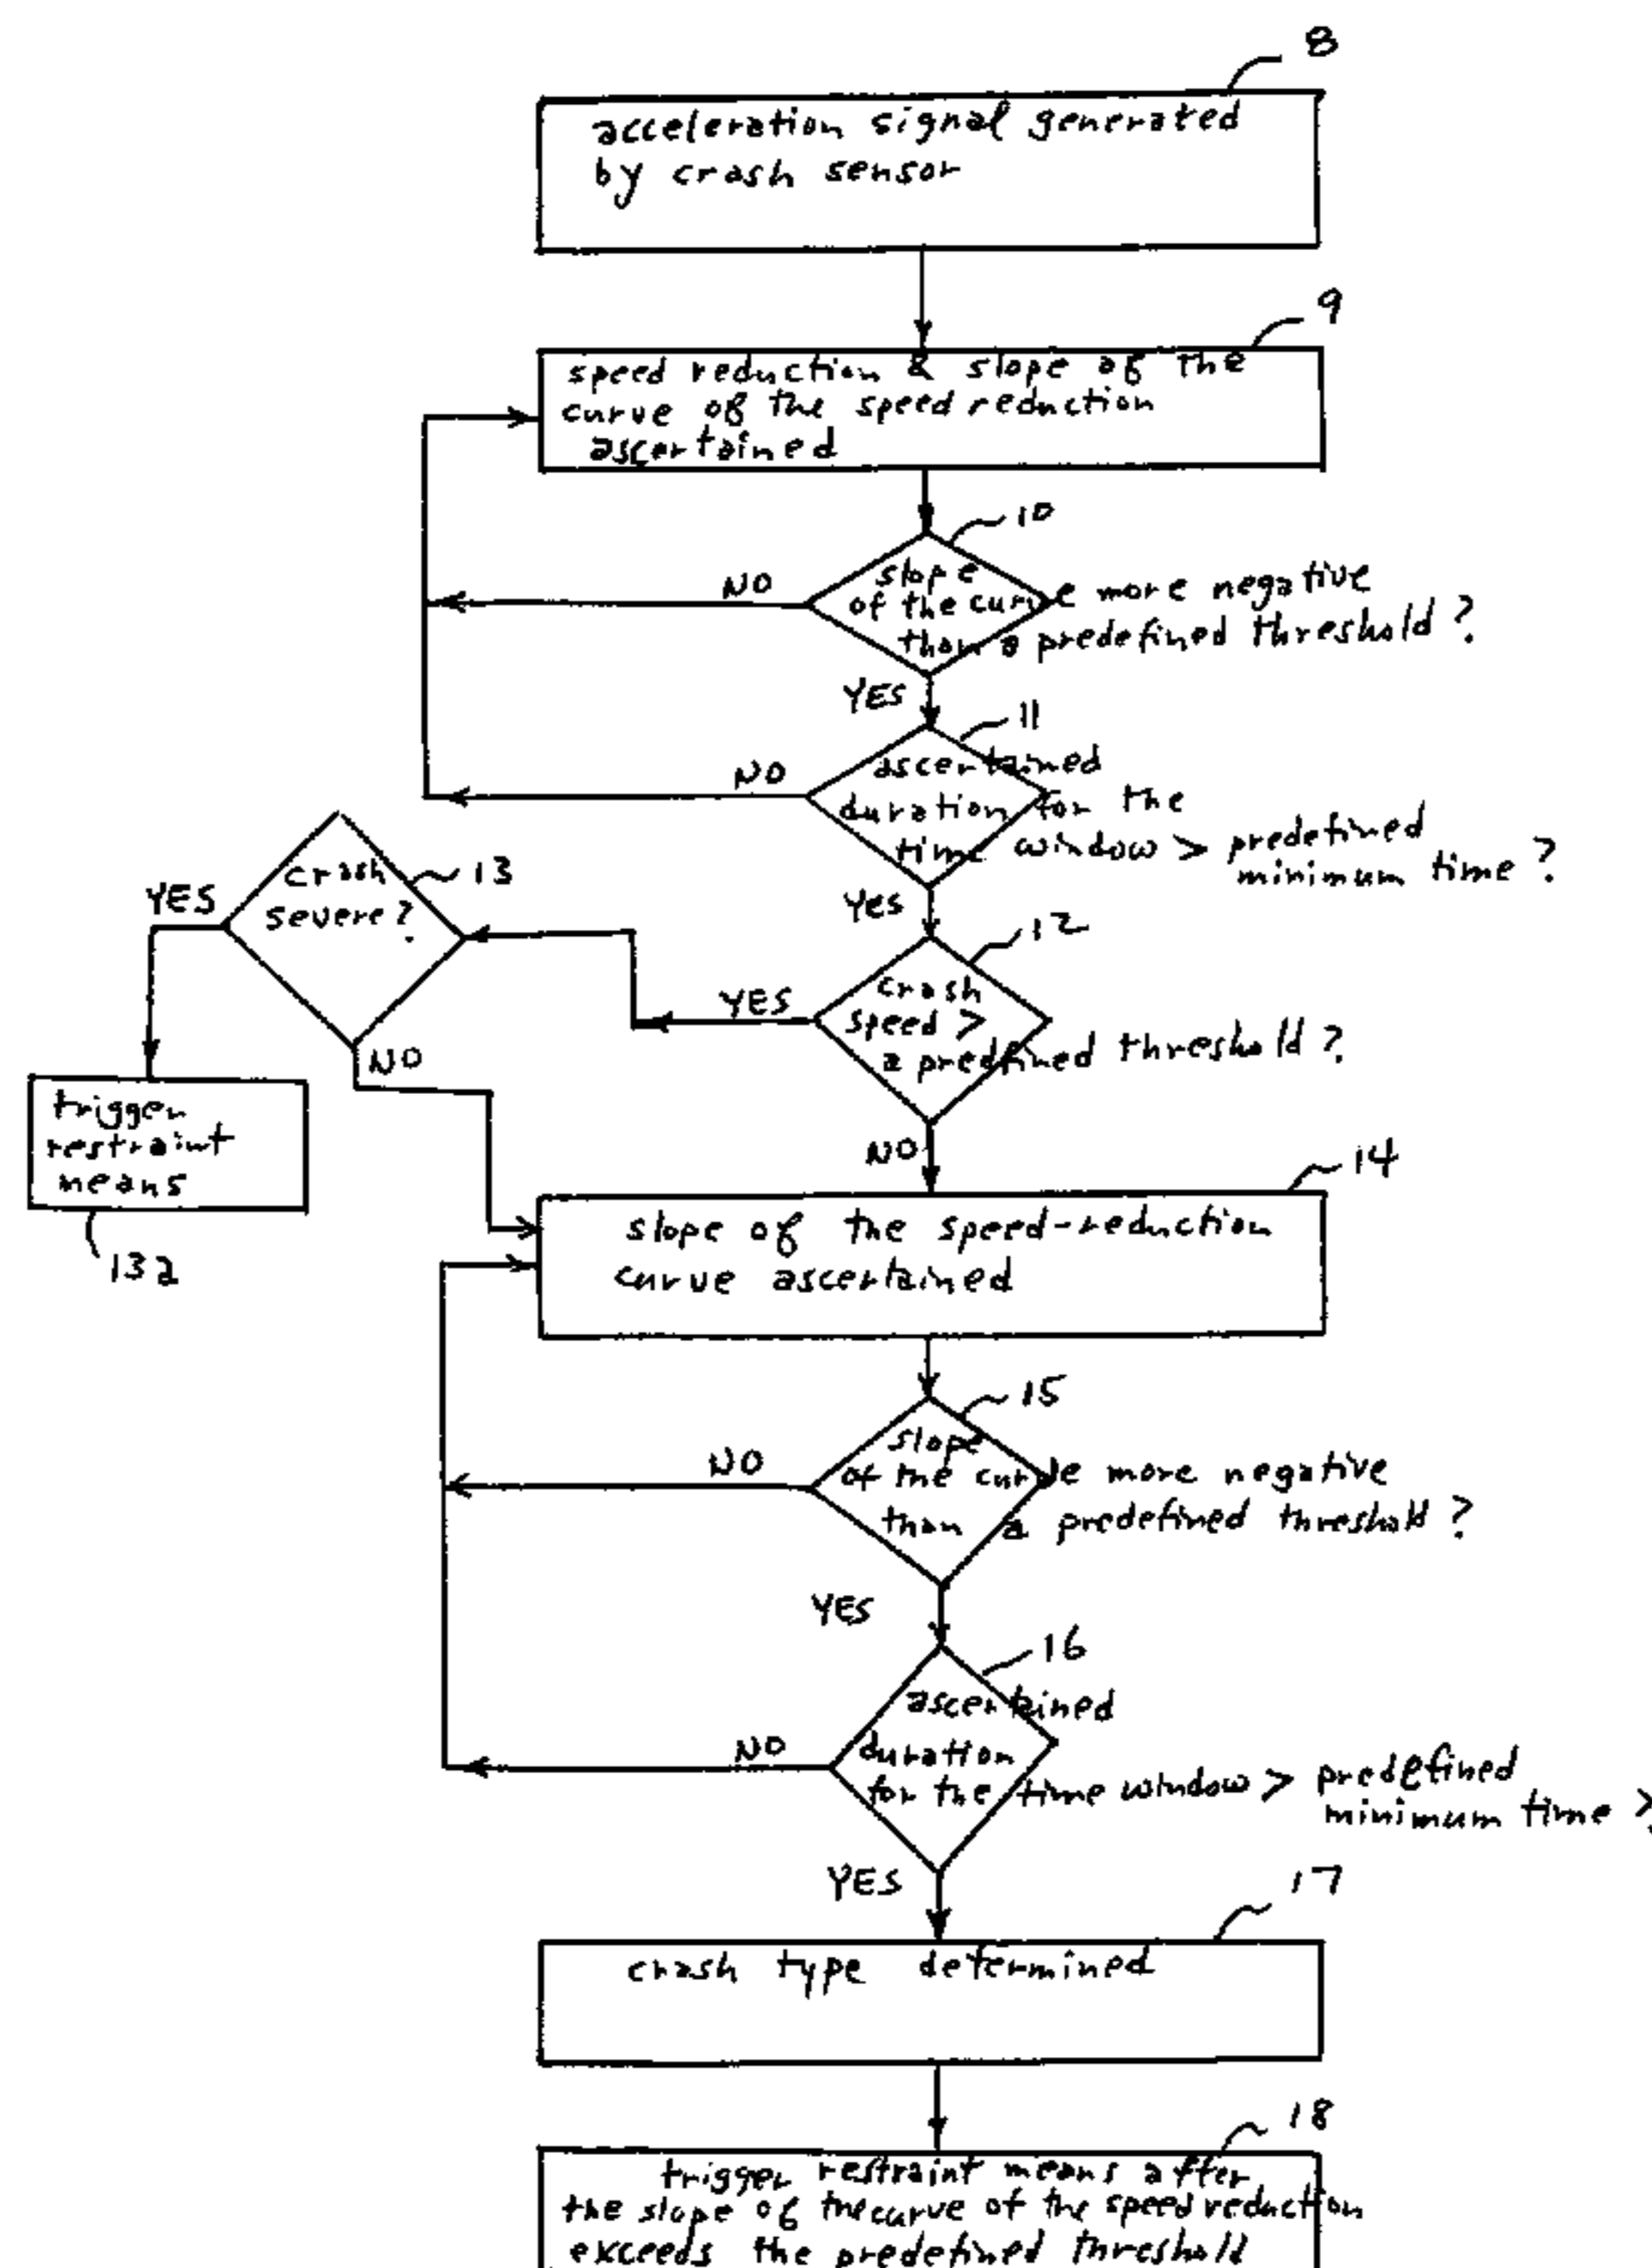 8
acceleration signal generated
by crash sensor
9
speed reduction & slope of the
curve of the speed reduction
ascertained
10
NO
slope
of the curve more negative
than a predefined threshold?
YES
11
NO
ascertained
duration for the
time window > predefined
minimum time?
YES
13
crash
severe?
YES
NO
12
YES
crash
speed >
a predefined threshold?
NO
trigger
restraint
means
13a
14
slope of the speed-reduction
curve ascertained
15
NO
slope
of the curve more negative
than a predefined threshold?
YES
16
NO
ascertained
duration
for the time window > predefined
minimum time?
YES
17
crash type determined
18
trigger restraint means after
the slope of the curve of the speed reduction
exceeds the predefined threshold